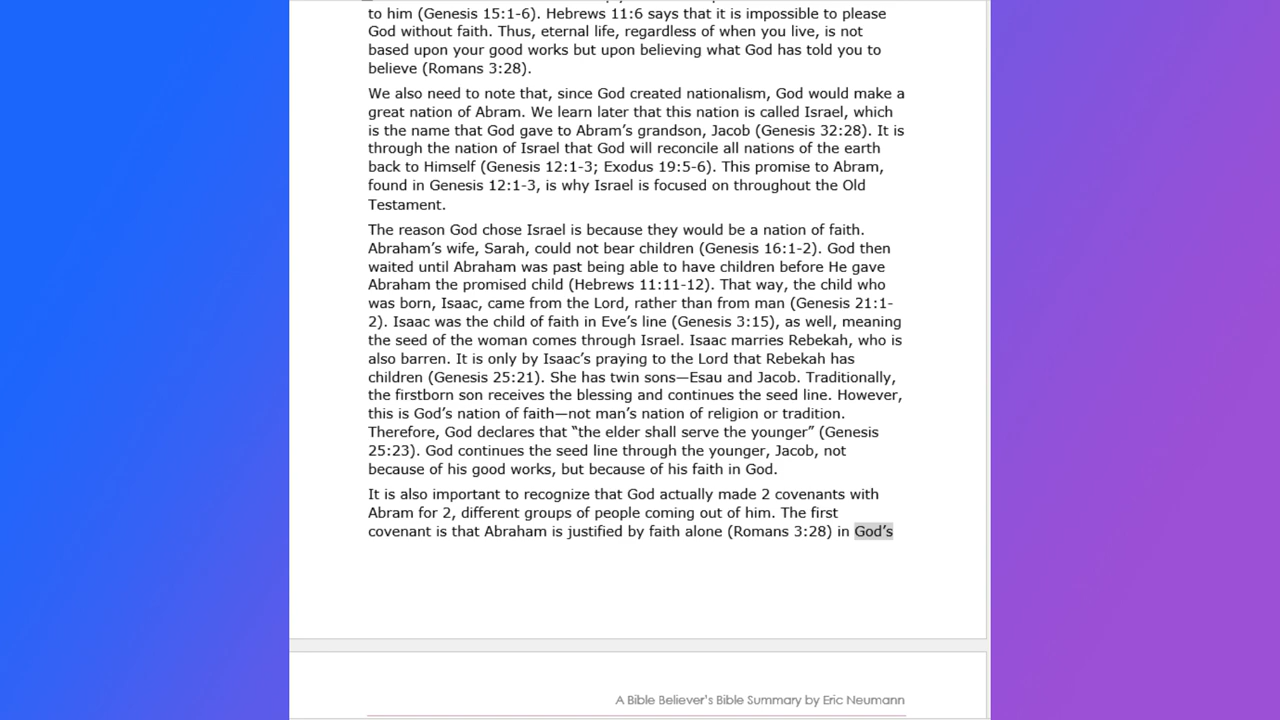 to him (Genesis 15:1-6). Hebrews 11:6 says that it is impossible to please
God without faith. Thus, eternal life, regardless of when you live, is not
based upon your good works but upon believing what God has told you to
believe (Romans 3:28).
We also need to note that, since God created nationalism, God would make a
great nation of Abram. We learn later that this nation is called Israel, which
is the name that God gave to Abram's grandson, Jacob (Genesis 32:28). It is
through the nation of Israel that God will reconcile all nations of the earth
back to Himself (Genesis 12:1-3; Exodus 19:5-6). This promise to Abram,
found in Genesis 12:1-3, is why Israel is focused on throughout the Old
Testament.
The reason God chose Israel is because they would be a nation of faith.
Abraham's wife, Sarah, could not bear children (Genesis 16:1-2). God then
waited until Abraham was past being able to have children before He gave
Abraham the promised child (Hebrews 11:11-12). That way, the child who
was born, Isaac, came from the Lord, rather than from man (Genesis 21:1-
2). Isaac was the child of faith in Eve's line (Genesis 3:15), as well, meaning
the seed of the woman comes through Israel. Isaac marries Rebekah, who is
also barren. It is only by Isaac's praying to the Lord that Rebekah has
children (Genesis 25:21). She has twin sons—Esau and Jacob. Traditionally,
the firstborn son receives the blessing and continues the seed line. However,
this is God's nation of faith—not man's nation of religion or tradition.
Therefore, God declares that “the elder shall serve the younger” (Genesis
25:23). God continues the seed line through the younger, Jacob, not
because of his good works, but because of his faith in God.
It is also important to recognize that God actually made 2 covenants with
Abram for 2, different groups of people coming out of him. The first
covenant is that Abraham is justified by faith alone (Romans 3:28) in God's
A Bible Believer's Bible Summary by Eric Neumann